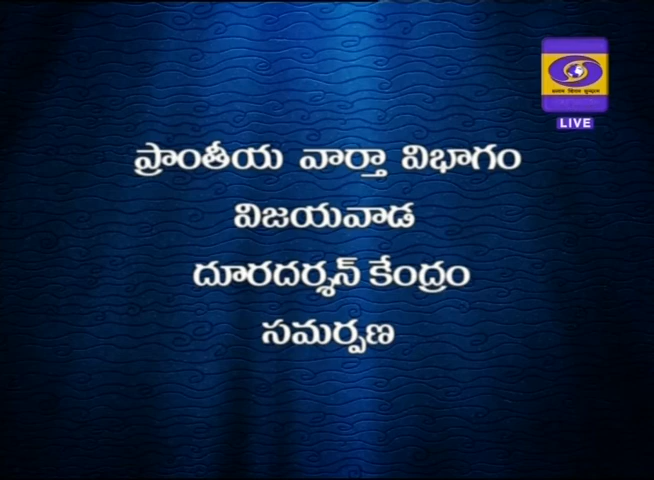 LIVE
ప్రాంతీయ వార్తా విభాగం
విజయవాడ
దూరదర్శన్ కేంద్రం
సమర్పణ